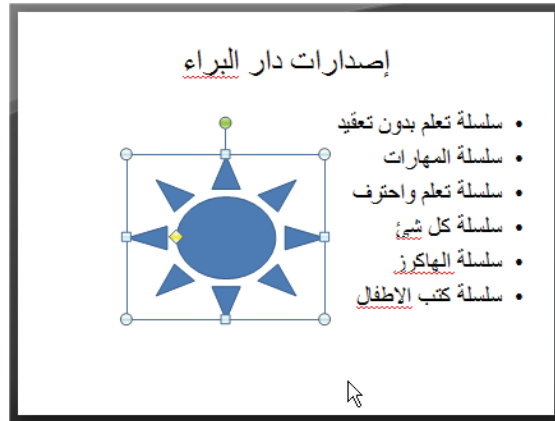 إصدارات دار البراء
• سلسلة تعلم بدون تعقيد
• سلسلة المهارات
• سلسلة تعلم واحترف
• سلسلة كل شئ
• سلسلة الهاكرز
• سلسلة كتب الاطفال